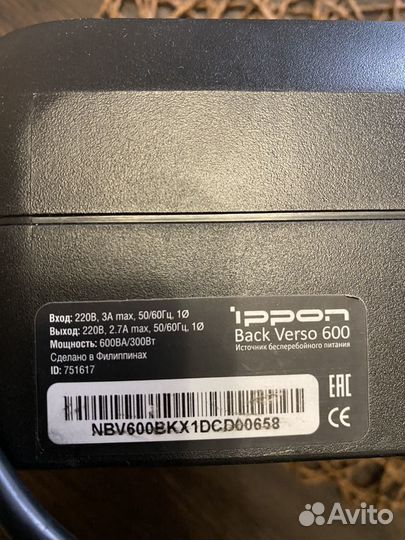 ippon
Back Verso 600
Источник бесперебойного питания
Вход: 220В, 3А max, 50/60Гц, 1Ø
Выход: 220В, 2.7А max, 50/60Гц, 1Ø
Мощность: 600ВА/300Вт
Сделано в Филиппинах
ID: 751617
EAC
CE
NBV600BKX1DCD00658
Avito